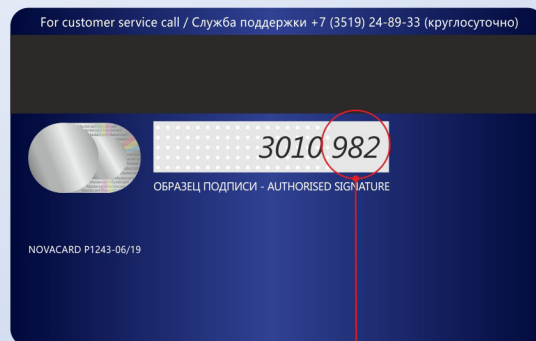 For customer service call / Служба поддержки +7 (3519) 24-89-33 (круглосуточно)
3010 982
ОБРАЗЕЦ ПОДПИСИ - AUTHORISED SIGNATURE
NOVACARD P1243-06/19